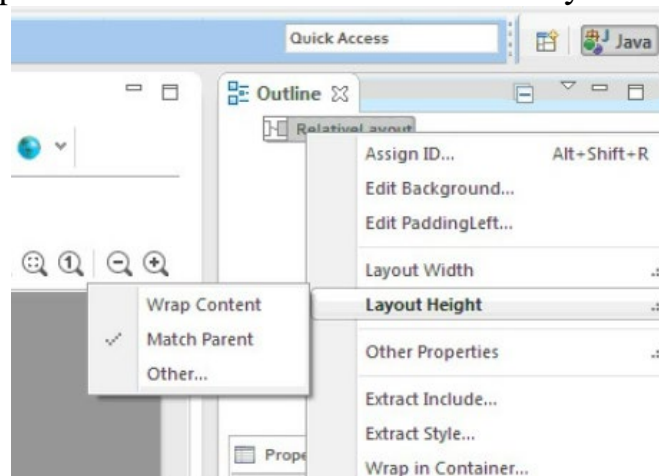 Quick Access
Java
Outline
RelativeLayout
Assign ID... Alt+Shift+R
Edit Background...
Edit PaddingLeft...
Layout Width
Layout Height
Wrap Content
Match Parent
Other...
Other Properties
Extract Include...
Extract Style...
Prope
Wrap in Container...